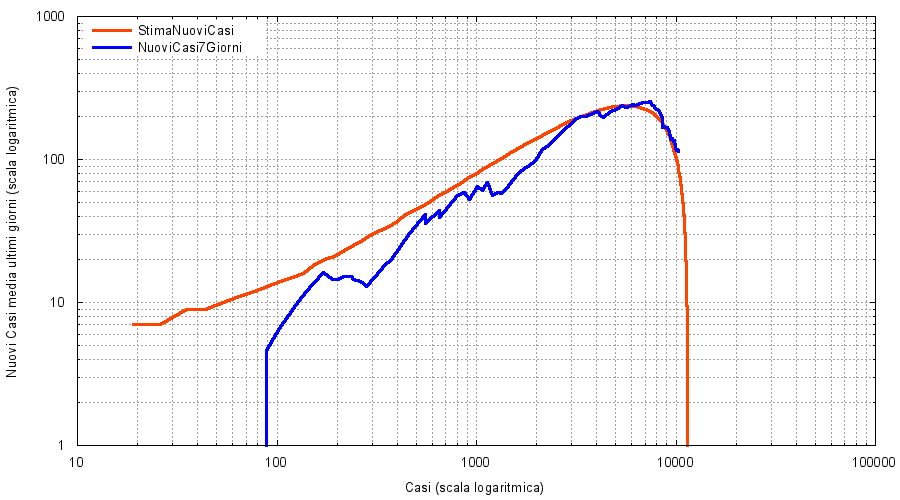 StimaNuoviCasi
NuoviCasi7Giorni
Nuovi Casi media ultimi giorni (scala logaritmica)
1000
100
10
1
10
100
1000
10000
100000
Casi (scala logaritmica)